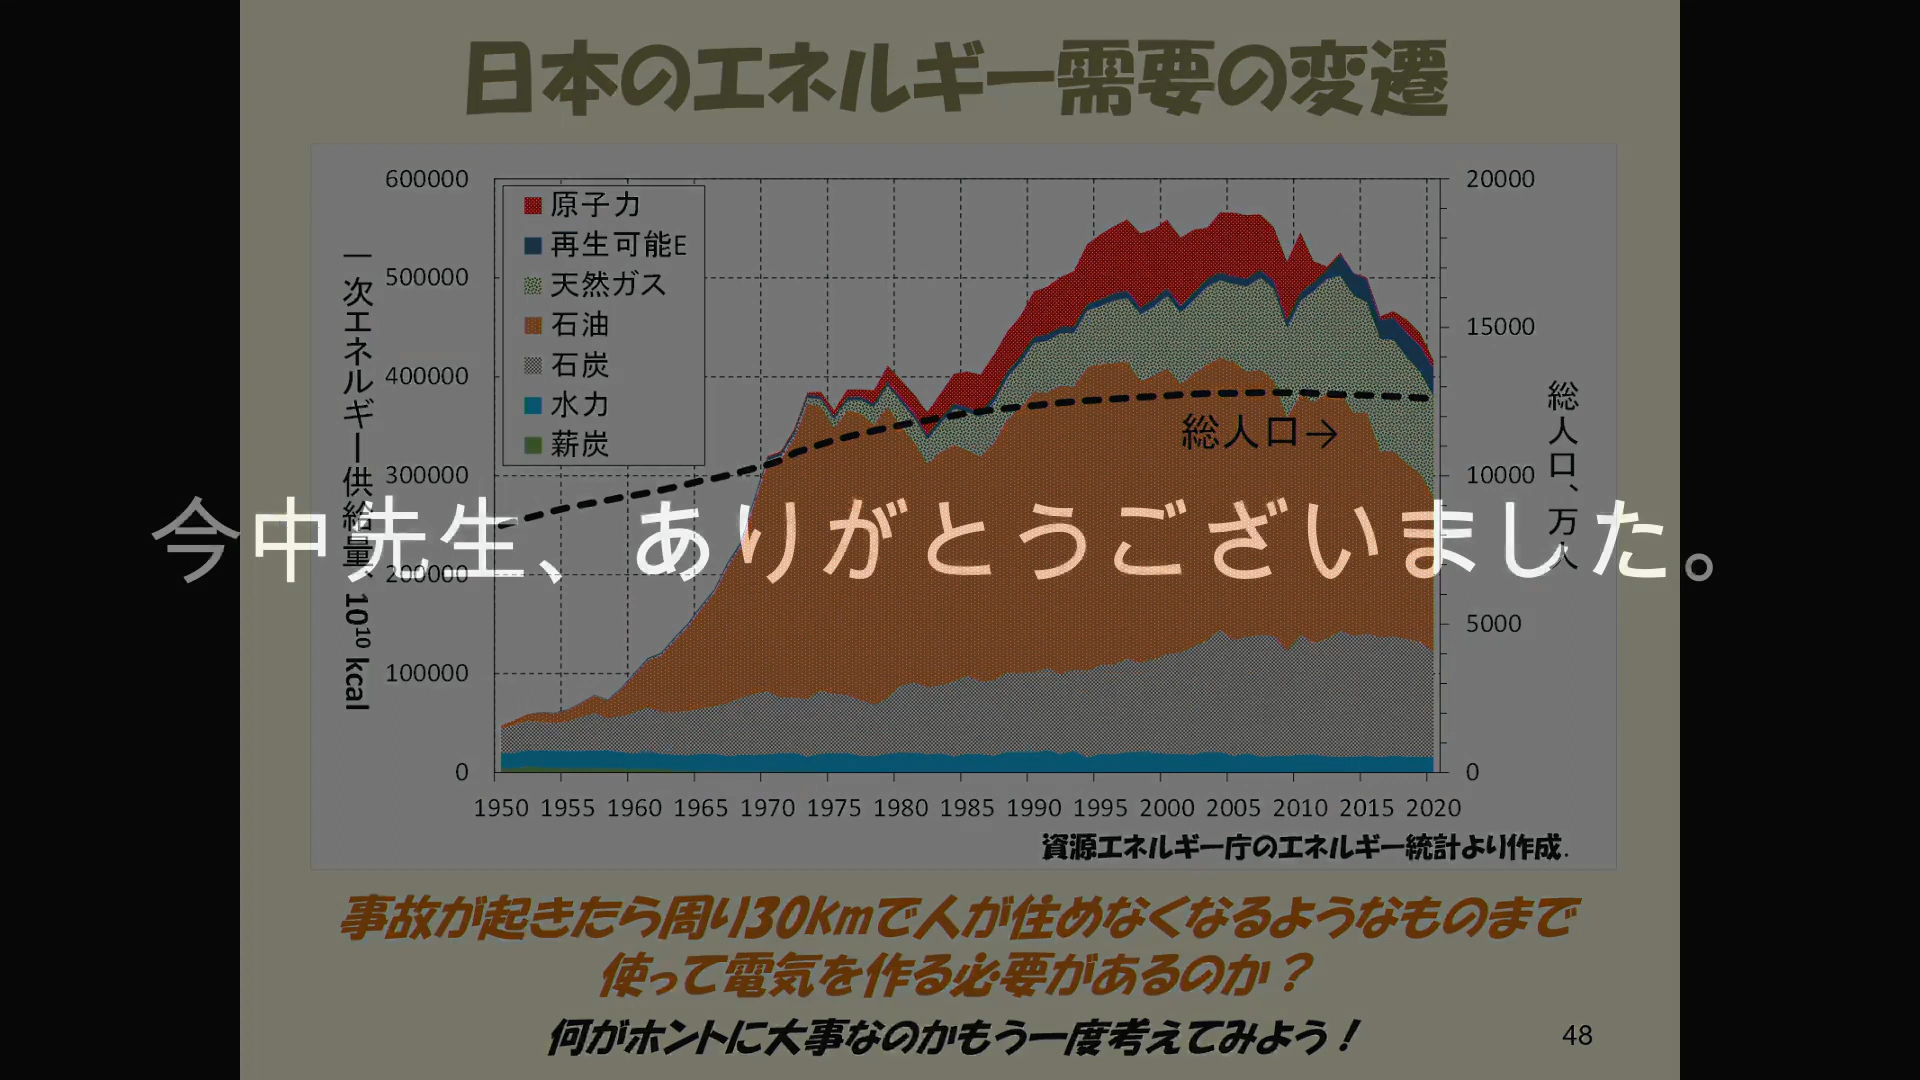 日本のエネルギー需要の変遷
600000
500000
400000
300000
200000
100000
0
一次エネルギー供給量、10¹⁰ kcal
原子力
再生可能E
天然ガス
石油
石炭
水力
薪炭
総人口→
20000
15000
10000
5000
0
総人口、万人
今中先生、ありがとうございました。
1950 1955 1960 1965 1970 1975 1980 1985 1990 1995 2000 2005 2010 2015 2020
資源エネルギー庁のエネルギー統計より作成.
事故が起きたら周り30kmで人が住めなくなるようなものまで
使って電気を作る必要があるのか？
何がホントに大事なのかもう一度考えてみよう！
48